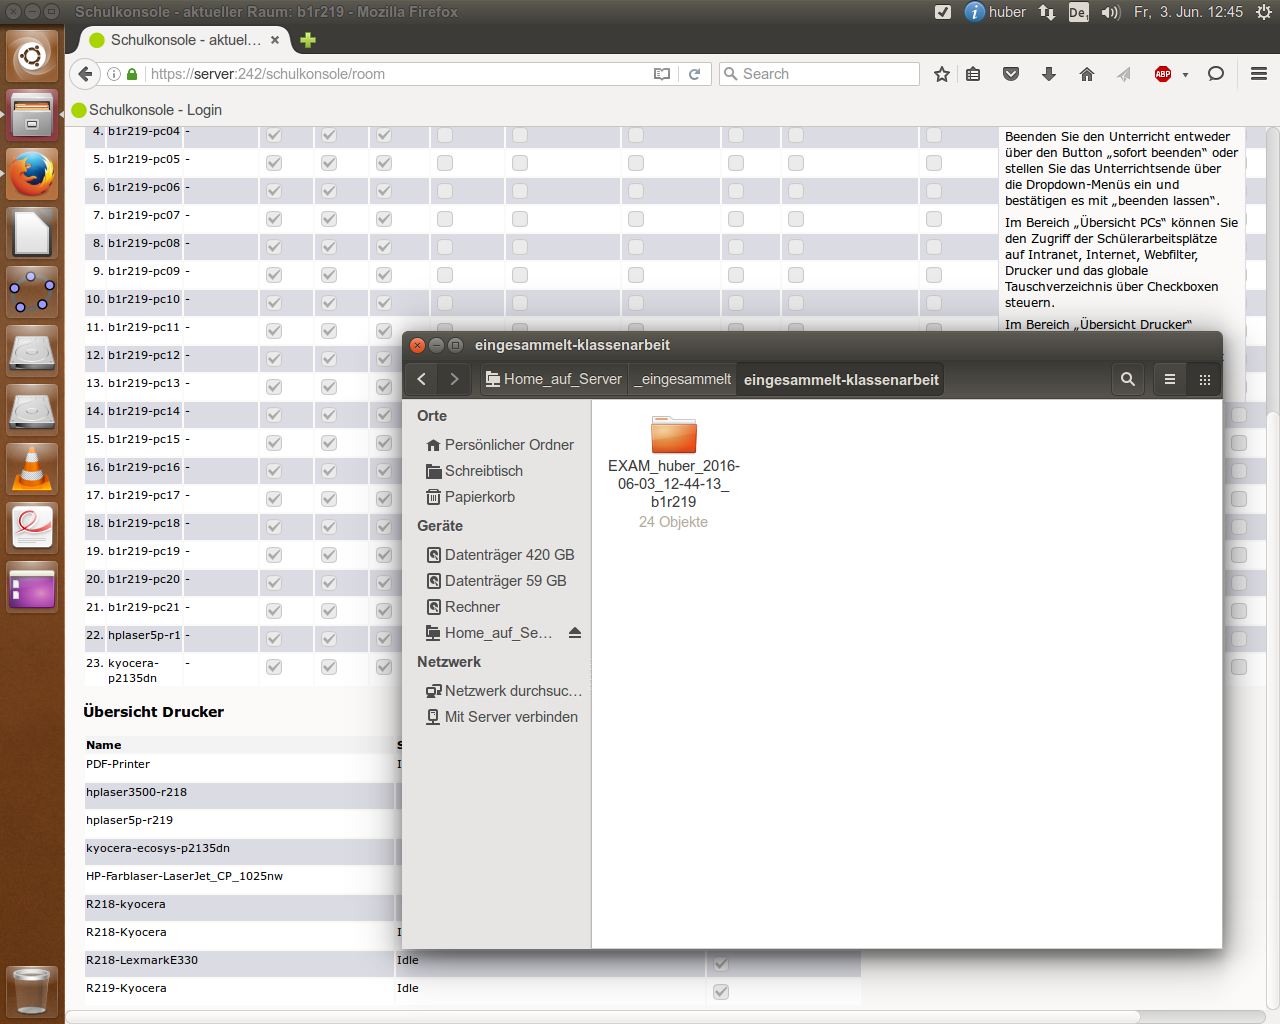 Schulkonsole - aktueller Raum: b1r219 - Mozilla Firefox
huber
De1
Fr, 3. Jun. 12:45
Schulkonsole - aktuel…
https://server:242/schulkonsole/room
Search
ABP
Schulkonsole - Login
4. b1r219-pc04 -
5. b1r219-pc05 -
6. b1r219-pc06 -
7. b1r219-pc07 -
8. b1r219-pc08 -
9. b1r219-pc09 -
10. b1r219-pc10 -
11. b1r219-pc11 -
12. b1r219-pc12 -
13. b1r219-pc13 -
14. b1r219-pc14 -
15. b1r219-pc15 -
16. b1r219-pc16 -
17. b1r219-pc17 -
18. b1r219-pc18 -
19. b1r219-pc19 -
20. b1r219-pc20 -
21. b1r219-pc21 -
22. hplaser5p-r1 -
23. kyocera- -
p2135dn
Beenden Sie den Unterricht entweder
über den Button „sofort beenden“ oder
stellen Sie das Unterrichtsende über
die Dropdown-Menüs ein und
bestätigen es mit „beenden lassen“.
Im Bereich „Übersicht PCs“ können Sie
den Zugriff der Schülerarbeitsplätze
auf Intranet, Internet, Webfilter,
Drucker und das globale
Tauschverzeichnis über Checkboxen
steuern.
Im Bereich „Übersicht Drucker“
Übersicht Drucker
Name
PDF-Printer
hplaser3500-r218
hplaser5p-r219
kyocera-ecosys-p2135dn
HP-Farblaser-LaserJet_CP_1025nw
R218-kyocera
R218-Kyocera
R218-LexmarkE330 Idle
R219-Kyocera Idle
eingesammelt-klassenarbeit
Home_auf_Server
_eingesammelt
eingesammelt-klassenarbeit
Orte
Persönlicher Ordner
Schreibtisch
Papierkorb
Geräte
Datenträger 420 GB
Datenträger 59 GB
Rechner
Home_auf_Se…
Netzwerk
Netzwerk durchsuc…
Mit Server verbinden
EXAM_huber_2016-
06-03_12-44-13_
b1r219
24 Objekte